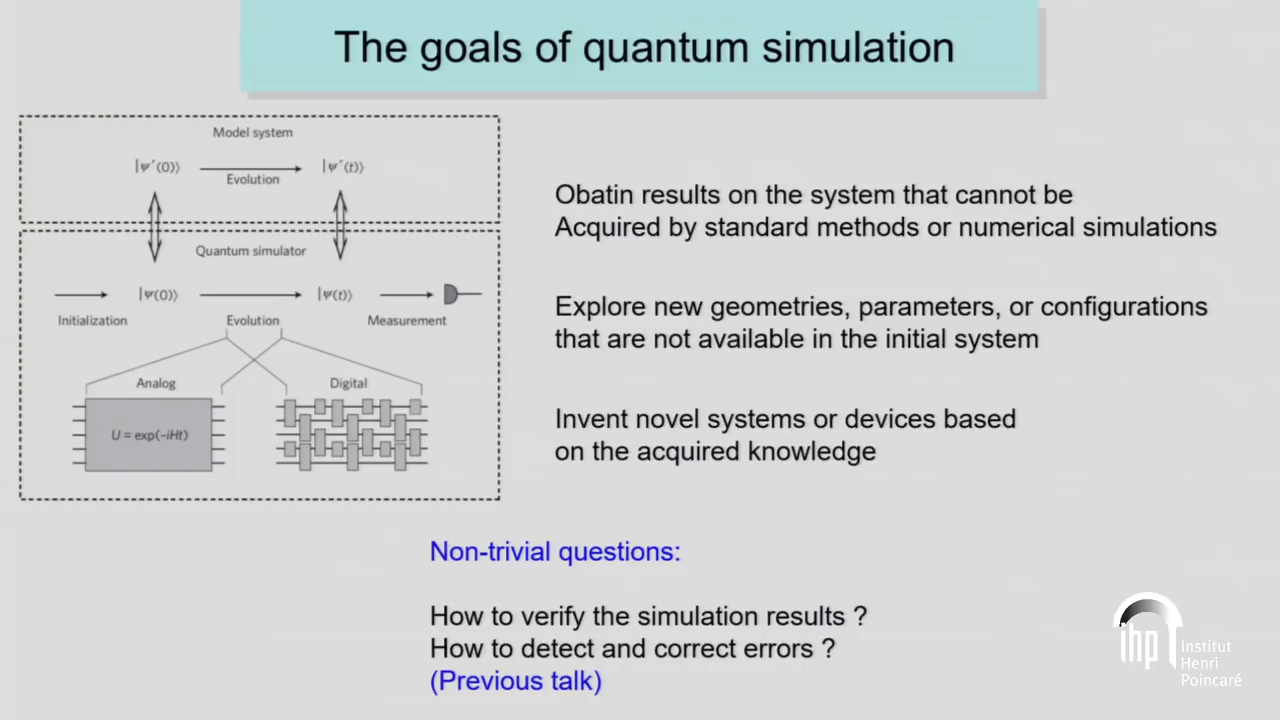 The goals of quantum simulation
Model system
|ψ′(0)⟩
|ψ′(t)⟩
Evolution
Quantum simulator
|ψ(0)⟩
|ψ(t)⟩
Initialization
Evolution
Measurement
Analog
Digital
U = exp(–iHt)
Obatin results on the system that cannot be
Acquired by standard methods or numerical simulations
Explore new geometries, parameters, or configurations
that are not available in the initial system
Invent novel systems or devices based
on the acquired knowledge
Non-trivial questions:
How to verify the simulation results ?
How to detect and correct errors ?
(Previous talk)
ihp
Institut
Henri
Poincaré